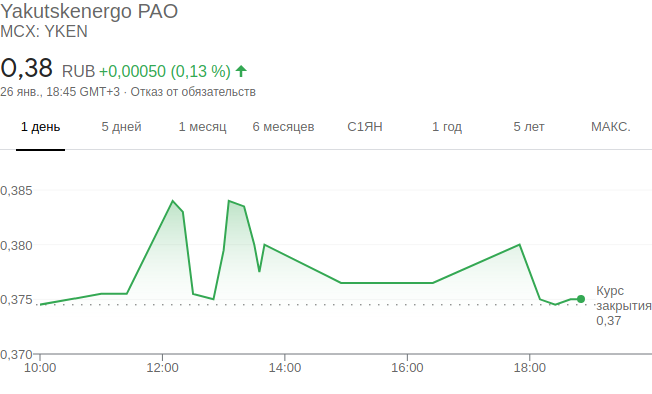 Yakutskenergo PAO
MCX: YKEN
0,38 RUB +0,00050 (0,13 %)
26 янв., 18:45 GMT+3 · Отказ от обязательств
1 день 5 дней 1 месяц 6 месяцев С1ЯН 1 год 5 лет МАКС.
0,385
0,380
0,375
Курс
закрытия
0,37
0,370
10:00 12:00 14:00 16:00 18:00